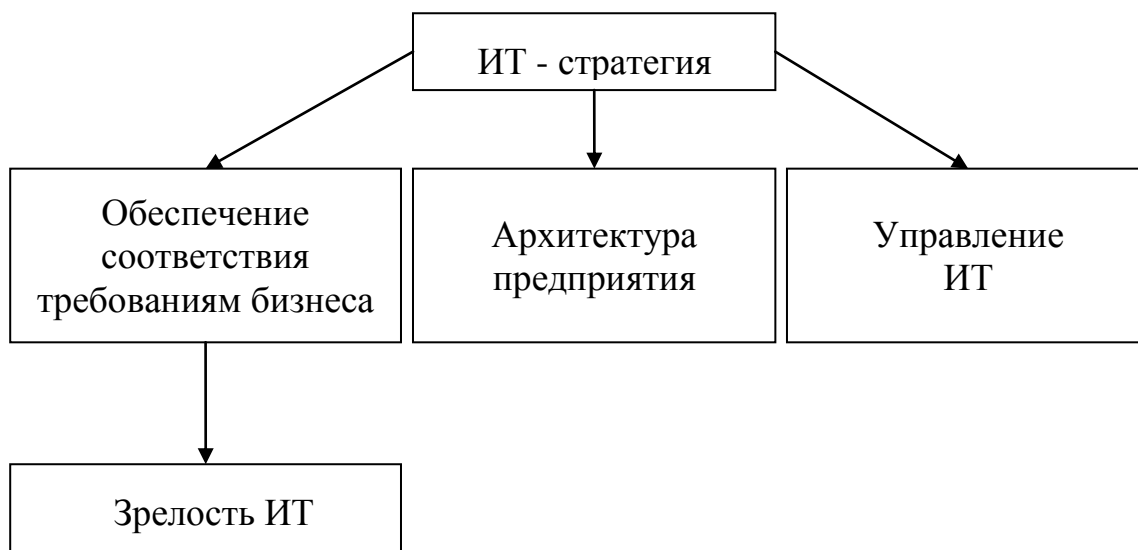 ИТ - стратегия
Обеспечение
соответствия
требованиям бизнеса
Архитектура
предприятия
Управление
ИТ
Зрелость ИТ